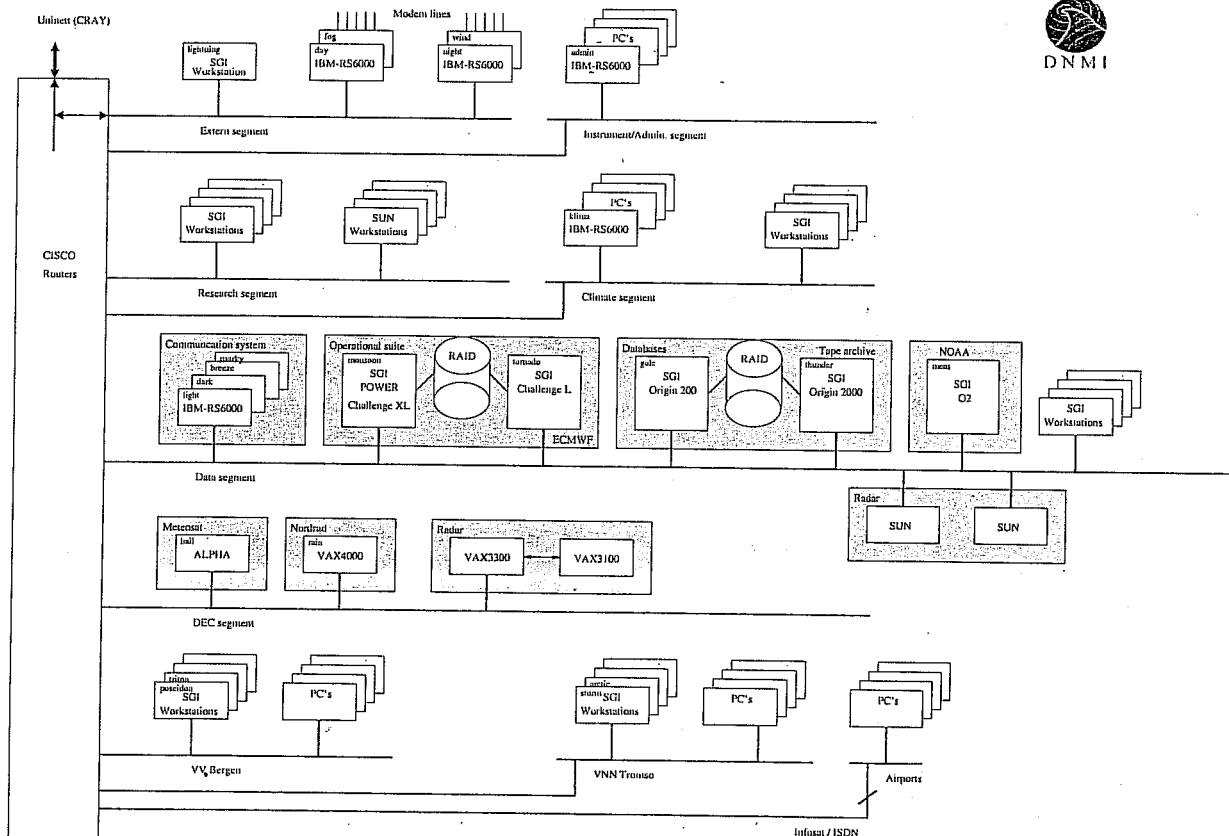 Uninett (CRAY)
Modem lines
DNMI
lightning
SGI
Workstation
fog
day
IBM-RS6000
wind
night
IBM-RS6000
PC's
admin
IBM-RS6000
Extern segment
Instrument/Admin. segment
CISCO
Routers
SGI
Workstations
SUN
Workstations
PC's
klima
IBM-RS6000
SGI
Workstations
Research segment
Climate segment
Communcation system
breeze
dark
light
IBM-RS6000
Operational suite
monsoon
SGI
POWER
Challenge XL
RAID
tornado
SGI
Challenge L
ECMWF
Databases
gale
SGI
Origin 200
RAID
Tape archive
thunder
SGI
Origin 2000
NOAA
SGI
O2
SGI
Workstations
Data segment
Radar
SUN
SUN
Meteosat
hail
ALPHA
Nordrad
rain
VAX4000
Radar
VAX3300
VAX3100
DEC segment
triton
poseidon
SGI
Workstations
PC's
arctic
storm
SGI
Workstations
PC's
PC's
VV Bergen
VNN Tromsø
Airports
Infosat / ISDN